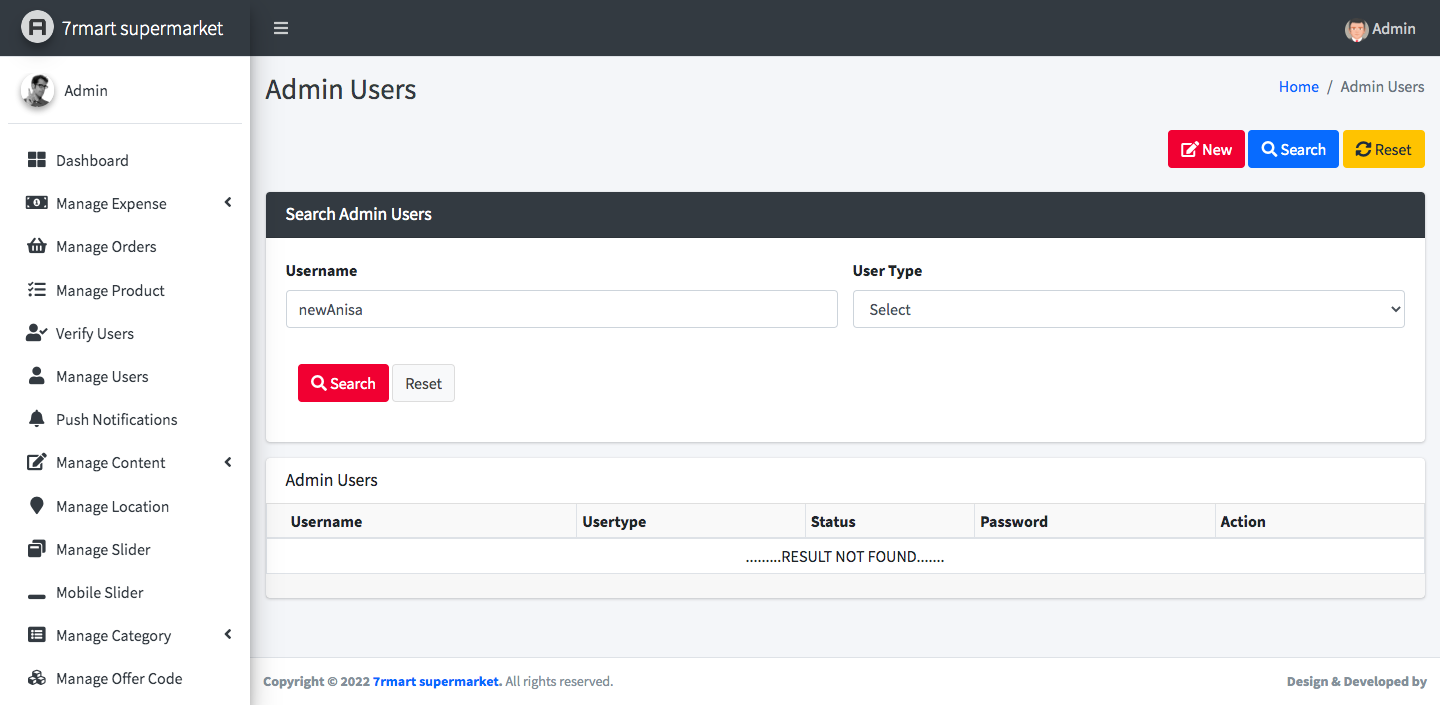 7rmart supermarket
Admin
Admin
Admin Users
Home / Admin Users
New
Search
Reset
Dashboard
Manage Expense
Manage Orders
Manage Product
Verify Users
Manage Users
Push Notifications
Manage Content
Manage Location
Manage Slider
Mobile Slider
Manage Category
Manage Offer Code
Search Admin Users
Username
User Type
newAnisa
Select
Search
Reset
Admin Users
Username Usertype Status Password Action
.........RESULT NOT FOUND.......
Copyright © 2022 7rmart supermarket. All rights reserved.
Design & Developed by